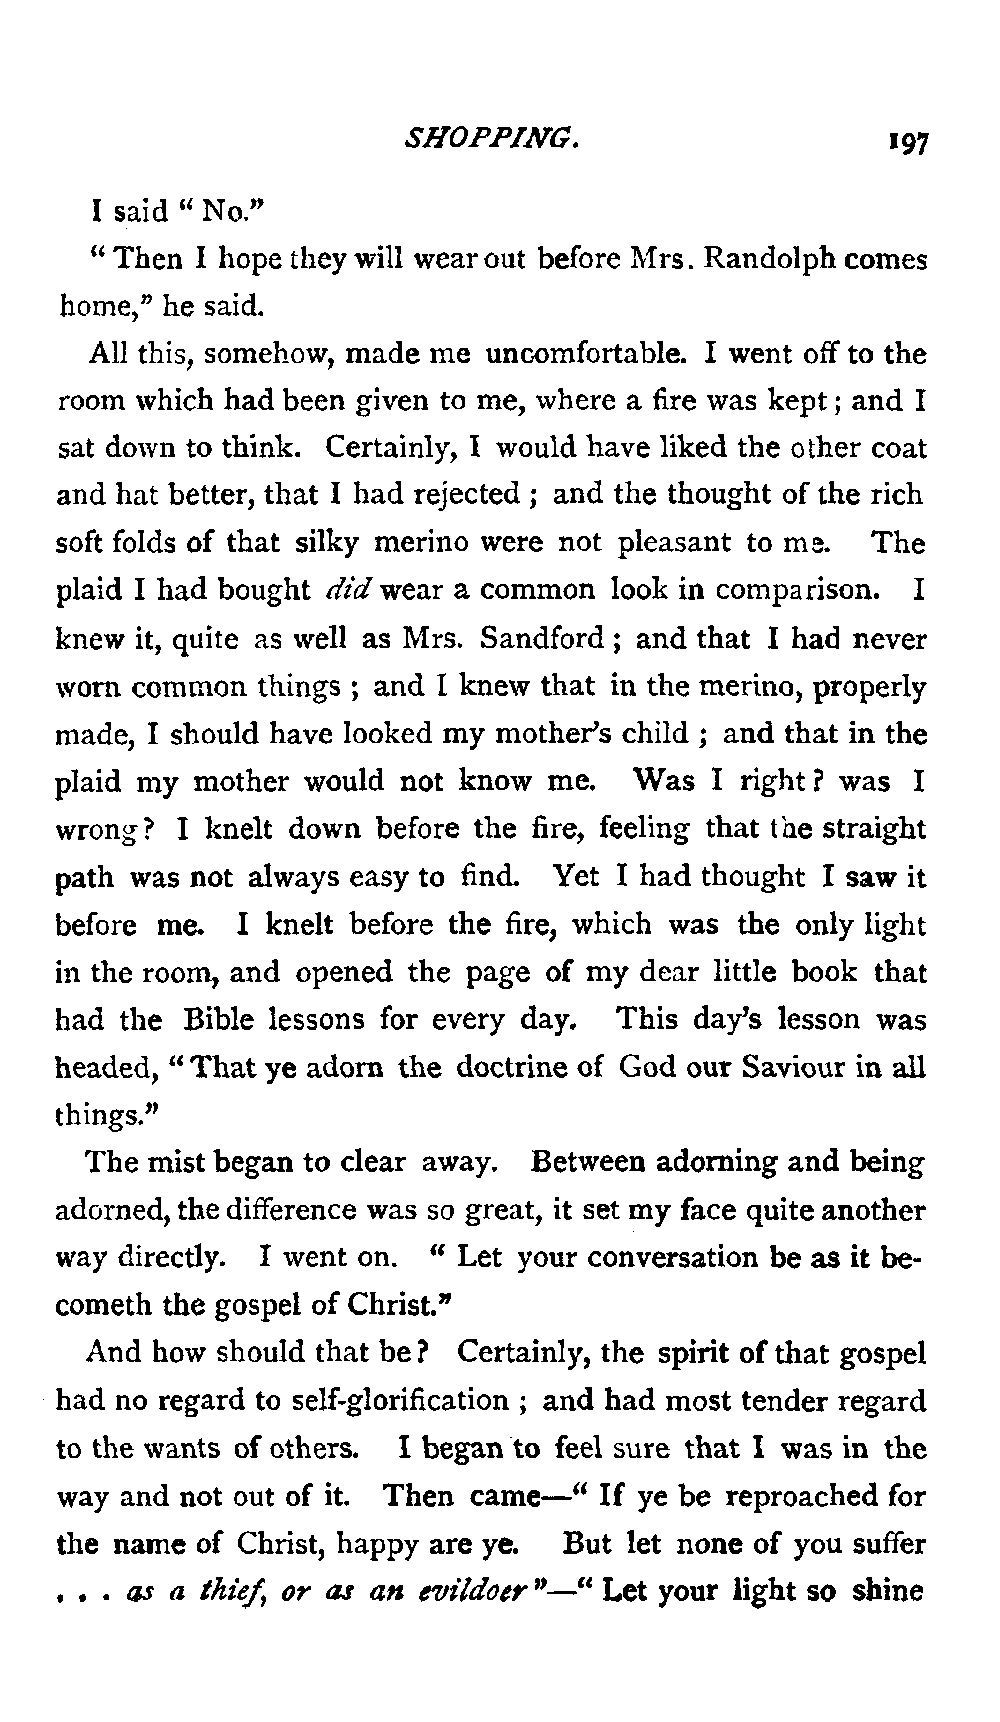 SHOPPING. 197
I said “ No.”
“ Then I hope they will wear out before Mrs. Randolph comes
home,” he said.
All this, somehow, made me uncomfortable. I went off to the
room which had been given to me, where a fire was kept ; and I
sat down to think. Certainly, I would have liked the other coat
and hat better, that I had rejected ; and the thought of the rich
soft folds of that silky merino were not pleasant to me. The
plaid I had bought did wear a common look in comparison. I
knew it, quite as well as Mrs. Sandford ; and that I had never
worn common things ; and I knew that in the merino, properly
made, I should have looked my mother’s child ; and that in the
plaid my mother would not know me. Was I right ? was I
wrong ? I knelt down before the fire, feeling that the straight
path was not always easy to find. Yet I had thought I saw it
before me. I knelt before the fire, which was the only light
in the room, and opened the page of my dear little book that
had the Bible lessons for every day. This day’s lesson was
headed, “ That ye adorn the doctrine of God our Saviour in all
things.”
The mist began to clear away. Between adorning and being
adorned, the difference was so great, it set my face quite another
way directly. I went on. “ Let your conversation be as it be-
cometh the gospel of Christ.”
And how should that be ? Certainly, the spirit of that gospel
had no regard to self-glorification ; and had most tender regard
to the wants of others. I began to feel sure that I was in the
way and not out of it. Then came—“ If ye be reproached for
the name of Christ, happy are ye. But let none of you suffer
. . . as a thief, or as an evildoer ”—“ Let your light so shine